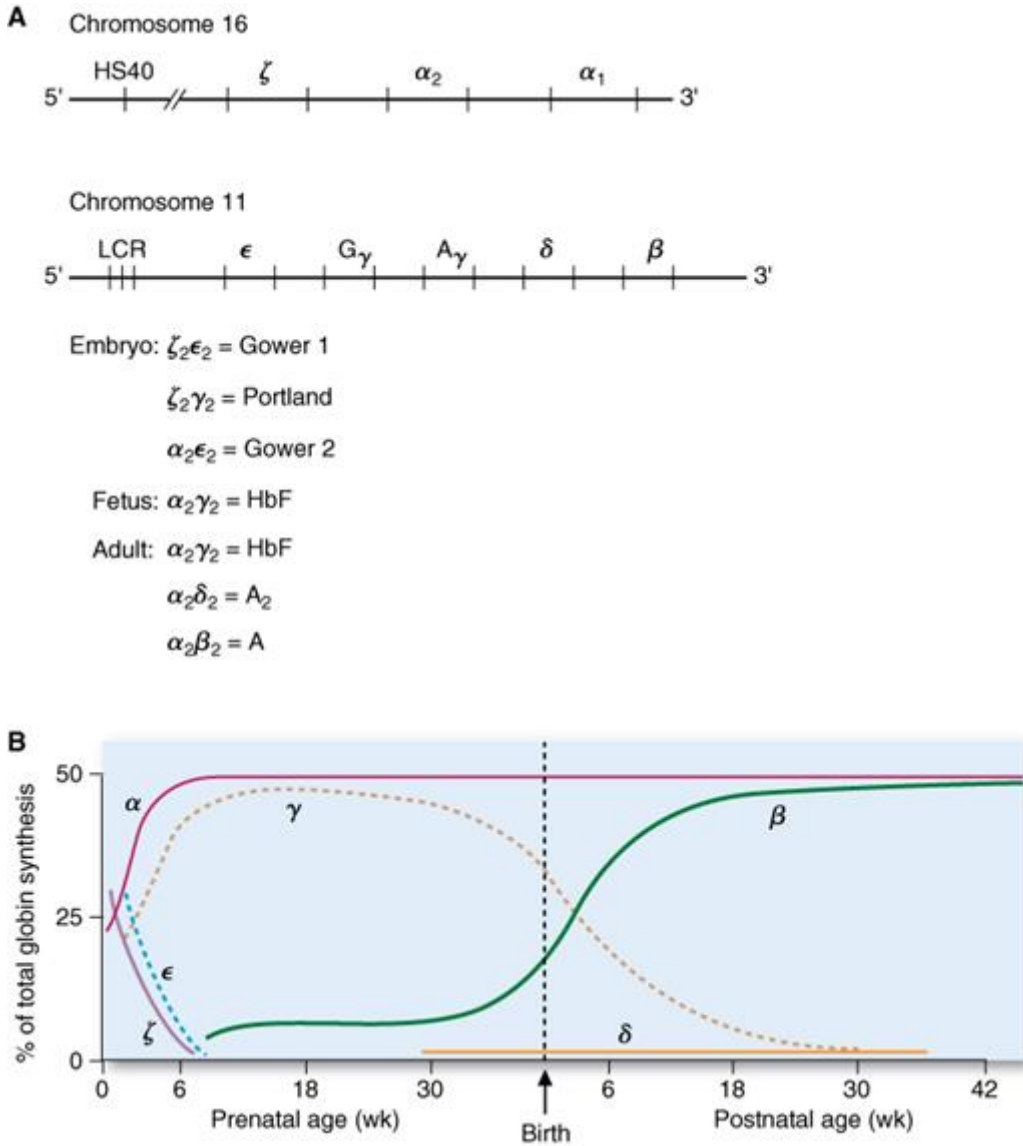 A
Chromosome 16
HS40 ζ α₂ α₁
5' 3'
Chromosome 11
LCR ϵ Gγ Aγ δ β
5' 3'
Embryo: ζ₂ϵ₂ = Gower 1
ζ₂γ₂ = Portland
α₂ϵ₂ = Gower 2
Fetus: α₂γ₂ = HbF
Adult: α₂γ₂ = HbF
α₂δ₂ = A₂
α₂β₂ = A
B
% of total globin synthesis
50
25
0
α
γ
β
ϵ
ζ
δ
0 6 18 30 6 18 30 42
Prenatal age (wk) Birth Postnatal age (wk)